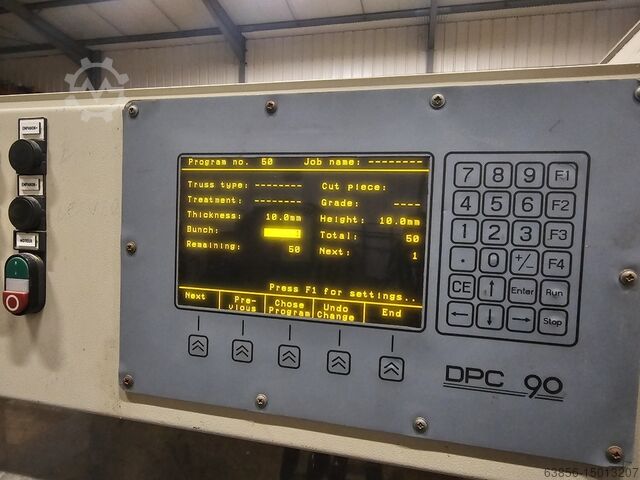 Program no. 50 Job name: --------
Truss type: -------- Cut piece:
Treatment: -------- Grade: ----
Thickness: 10.0mm Height: 10.0mm
Bunch: Total: 50
Remaining: 50 Next: 1
Press F1 for settings..
Next Pre-vious Chose Program Undo Change End
7 8 9 F1
4 5 6 F2
1 2 3 F3
· 0 +/− F4
CE ↑ Enter Run
← ↓ → Stop
DPC 90
63856-15013207